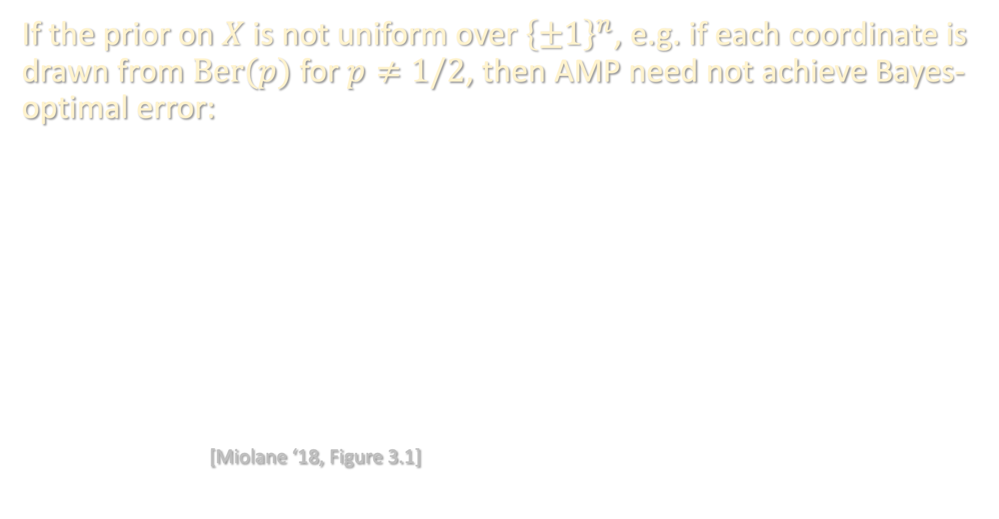 If the prior on X is not uniform over {±1}ⁿ, e.g. if each coordinate is
drawn from Ber(p) for p ≠ 1/2, then AMP need not achieve Bayes-
optimal error:
[Miolane ‘18, Figure 3.1]